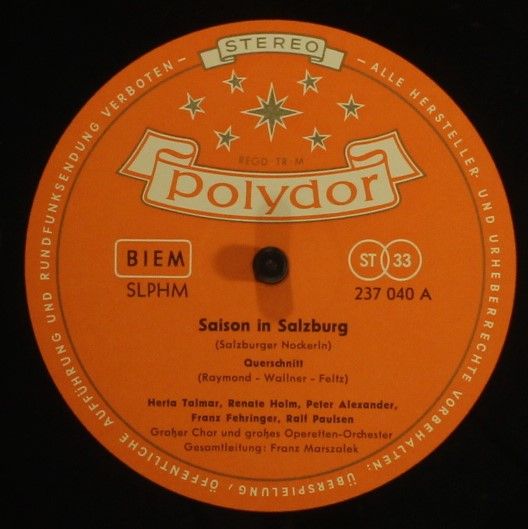 STEREO
REGD·TR·M
Polydor
BIEM
SLPHM
ST 33
237 040 A
Saison in Salzburg
(Salzburger Nockerln)
Querschnitt
(Raymond - Wallner - Feltz)
Herta Talmar, Renate Holm, Peter Alexander,
Franz Fehringer, Ralf Paulsen
Großer Chor und großes Operetten-Orchester
Gesamtleitung: Franz Marszalek
– ALLE HERSTELLER- UND URHEBERRECHTE VORBEHALTEN: ÜBERSPIELUNG, ÖFFENTLICHE AUFFÜHRUNG UND RUNDFUNKSENDUNG VERBOTEN –